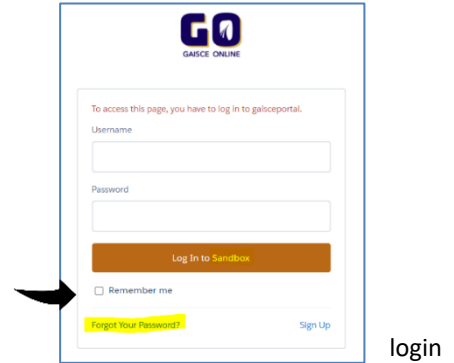 GO
GAISCE ONLINE
To access this page, you have to log in to gaisceportal.
Username
Password
Log In to Sandbox
Remember me
Forgot Your Password? Sign Up
login